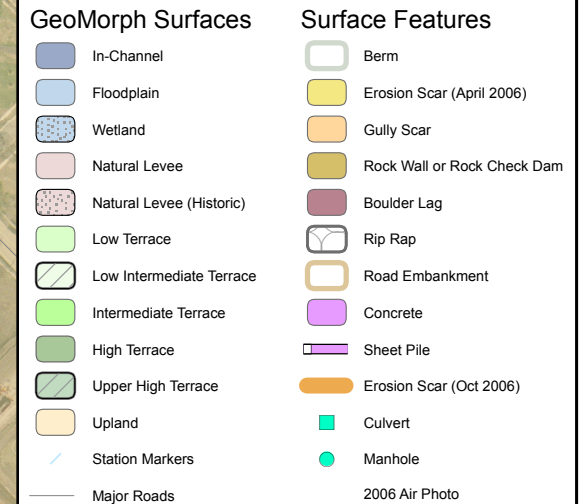 GeoMorph Surfaces
In-Channel
Floodplain
Wetland
Natural Levee
Natural Levee (Historic)
Low Terrace
Low Intermediate Terrace
Intermediate Terrace
High Terrace
Upper High Terrace
Upland
Station Markers
Major Roads
Surface Features
Berm
Erosion Scar (April 2006)
Gully Scar
Rock Wall or Rock Check Dam
Boulder Lag
Rip Rap
Road Embankment
Concrete
Sheet Pile
Erosion Scar (Oct 2006)
Culvert
Manhole
2006 Air Photo